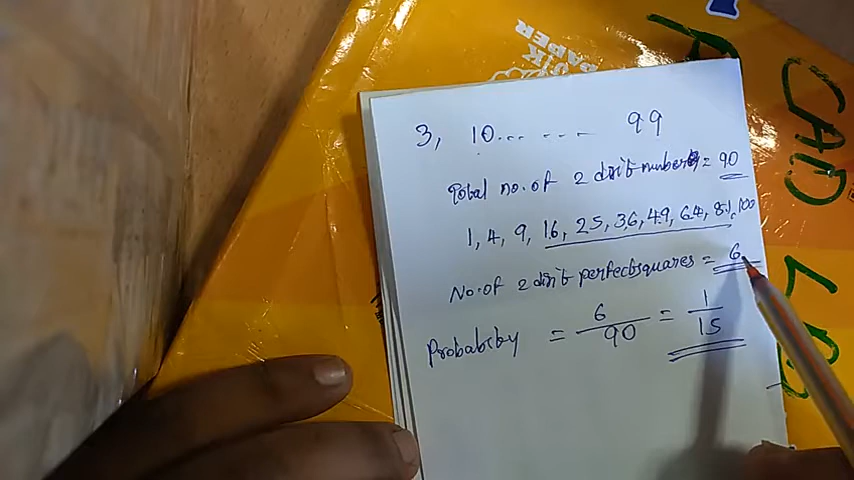 3, 10...... 99
Total no. of 2 digit numbers = 90
1, 4, 9, 16, 25, 36, 49, 64, 81, 100
No. of 2 digit perfect squares = 6
Probability = 6/90 = 1/15
PAPER